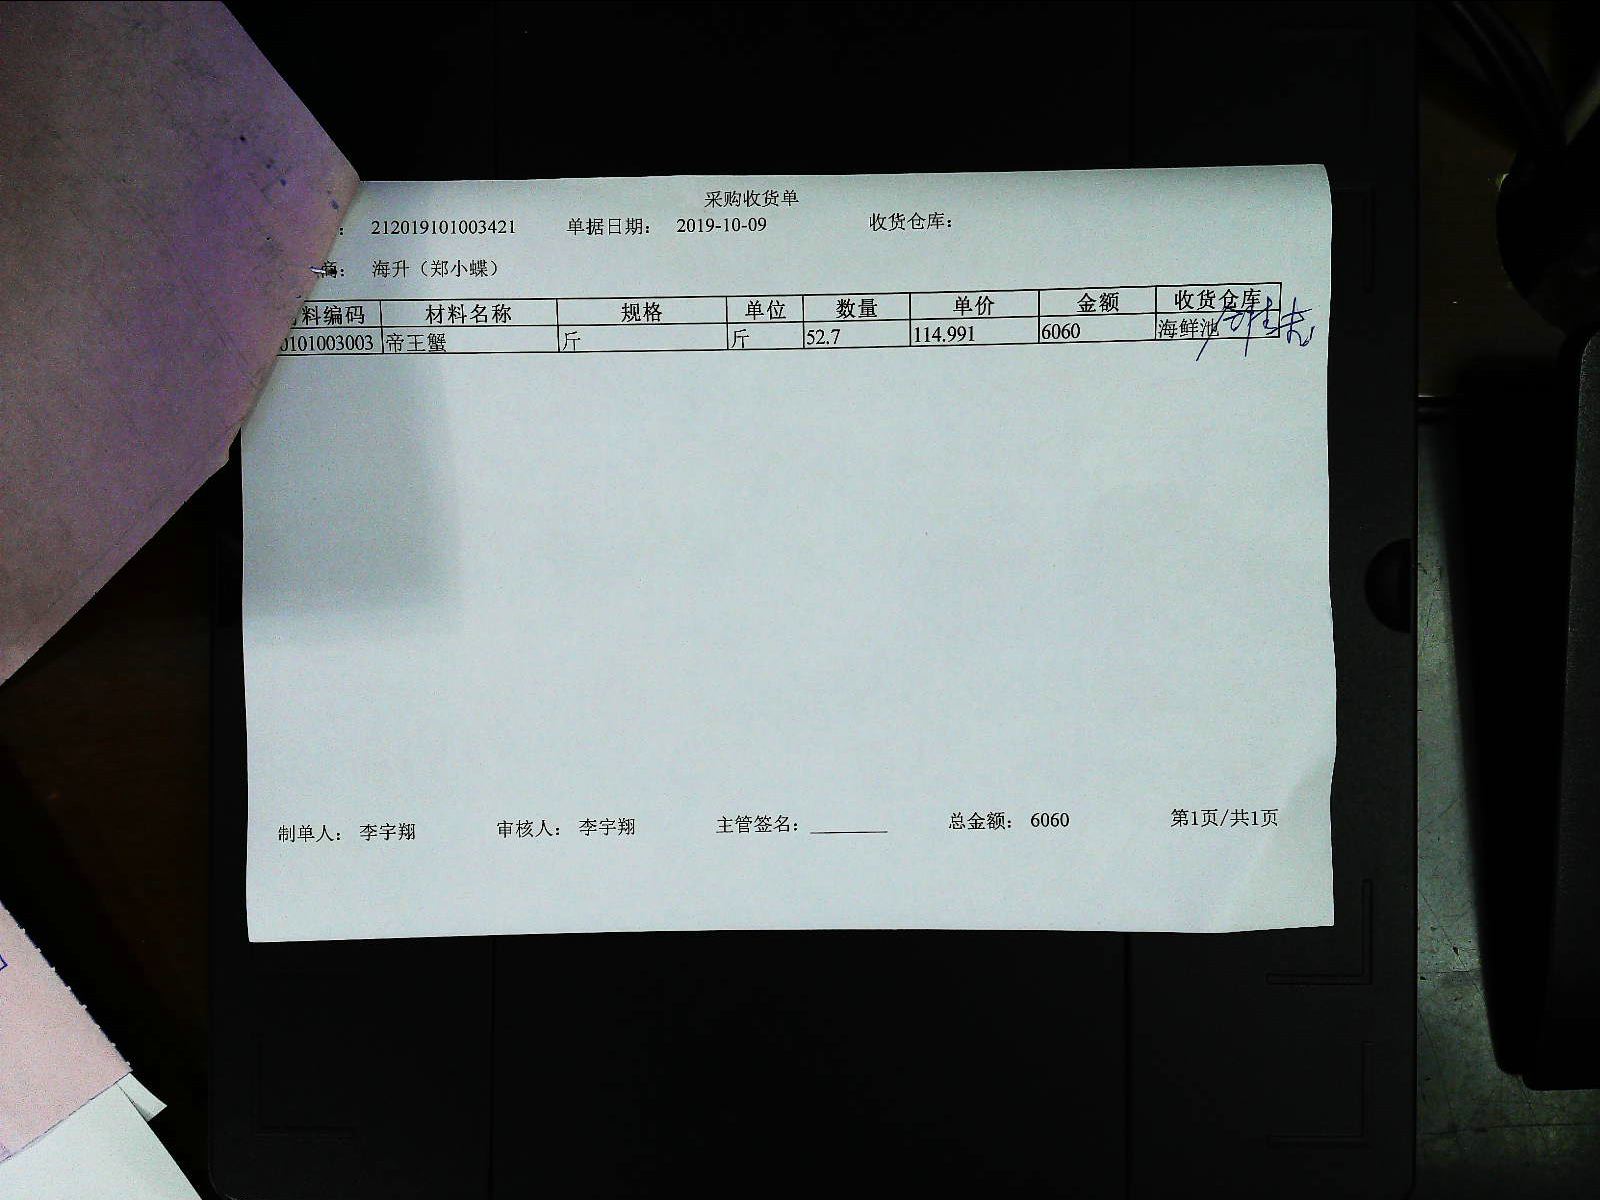 采购收货单
： 212019101003421 单据日期： 2019-10-09 收货仓库：
商： 海升（郑小蝶）
料编码 材料名称 规格 单位 数量 单价 金额 收货仓库
0101003003 帝王蟹 斤 斤 52.7 114.991 6060 海鲜池
制单人： 李宇翔 审核人： 李宇翔 主管签名：________ 总金额： 6060 第1页/共1页